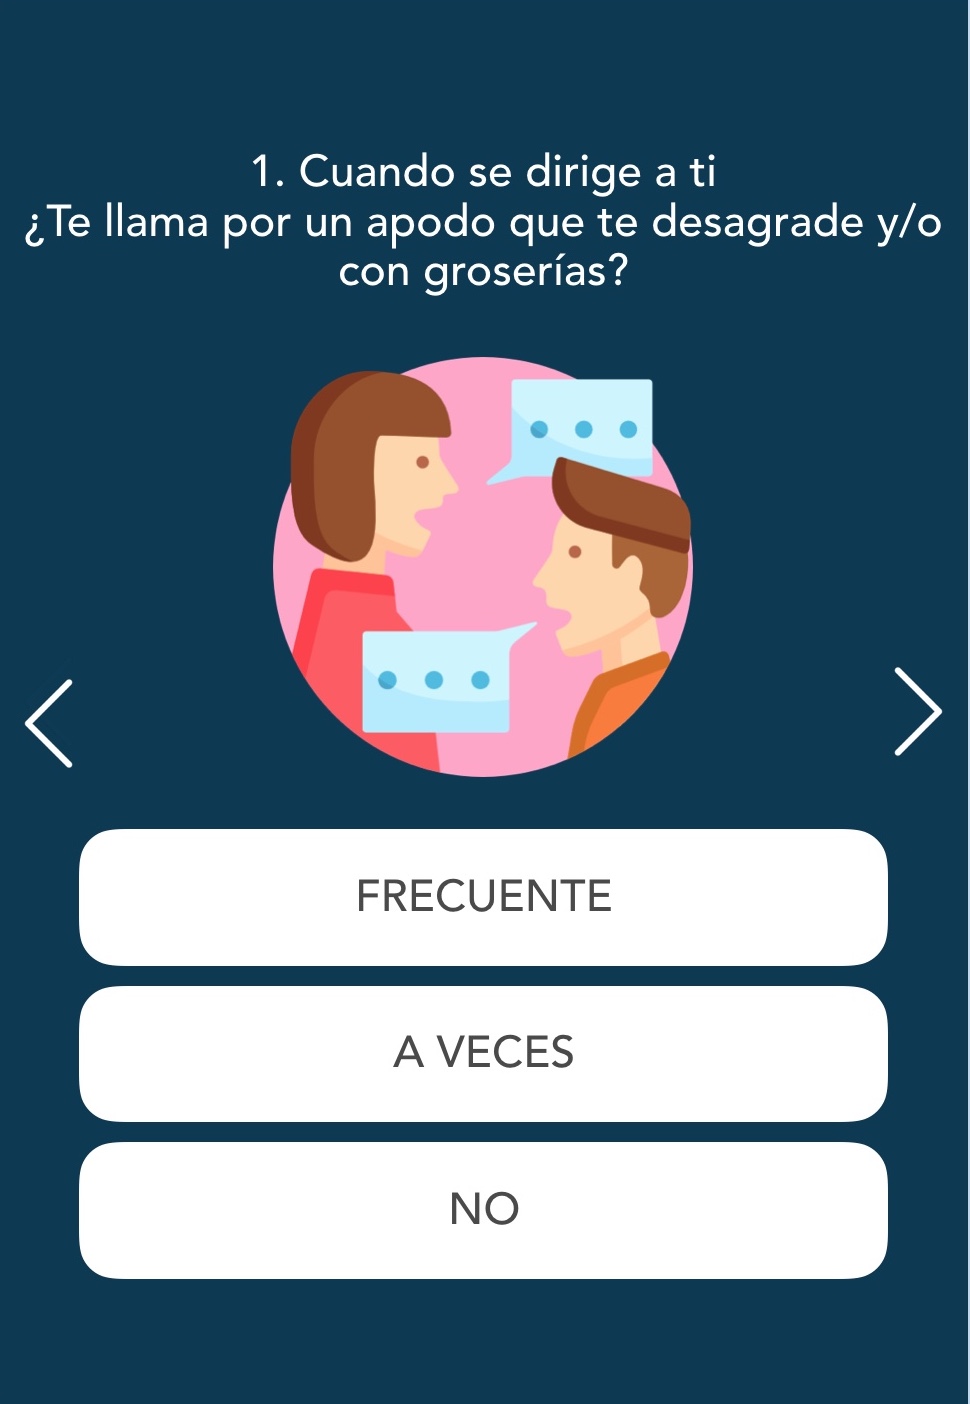 1. Cuando se dirige a ti
¿Te llama por un apodo que te desagrade y/o
con groserías?
FRECUENTE
A VECES
NO